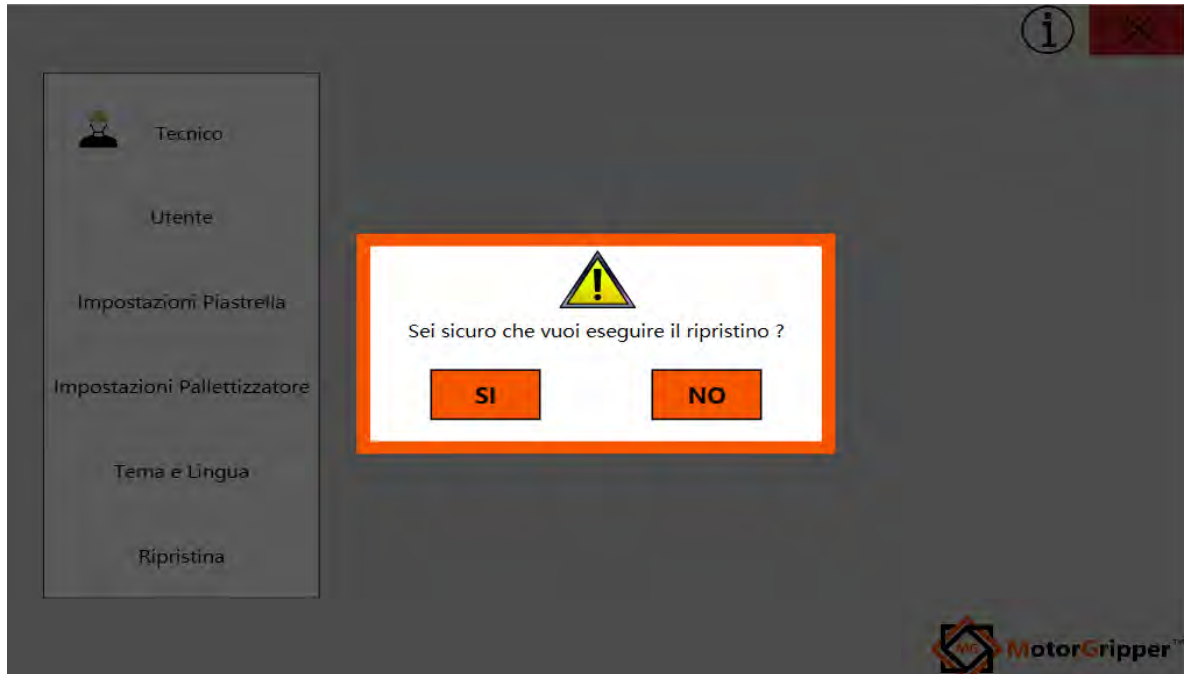 i
Tecnico
Utente
Impostazioni Piastrella
Impostazioni Pallettizzatore
Tema e Lingua
Ripristina
!
Sei sicuro che vuoi eseguire il ripristino ?
SI
NO
MG MotorGripper™